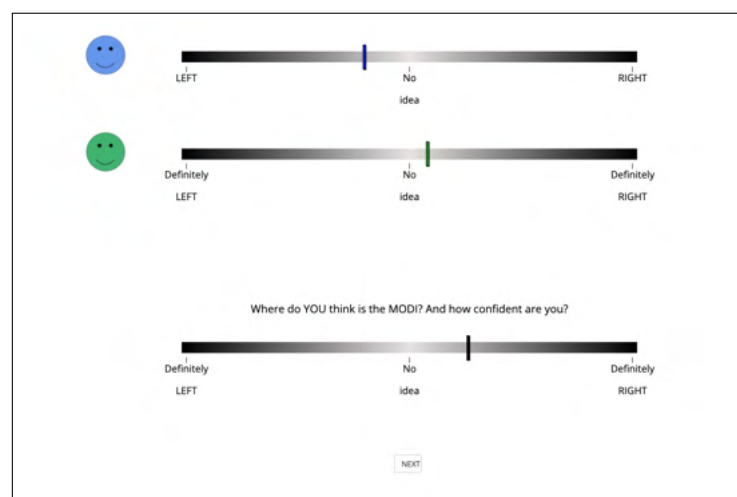 LEFT No RIGHT
idea
Definitely No Definitely
LEFT idea RIGHT
Where do YOU think is the MODI? And how confident are you?
Definitely No Definitely
LEFT idea RIGHT
NEXT